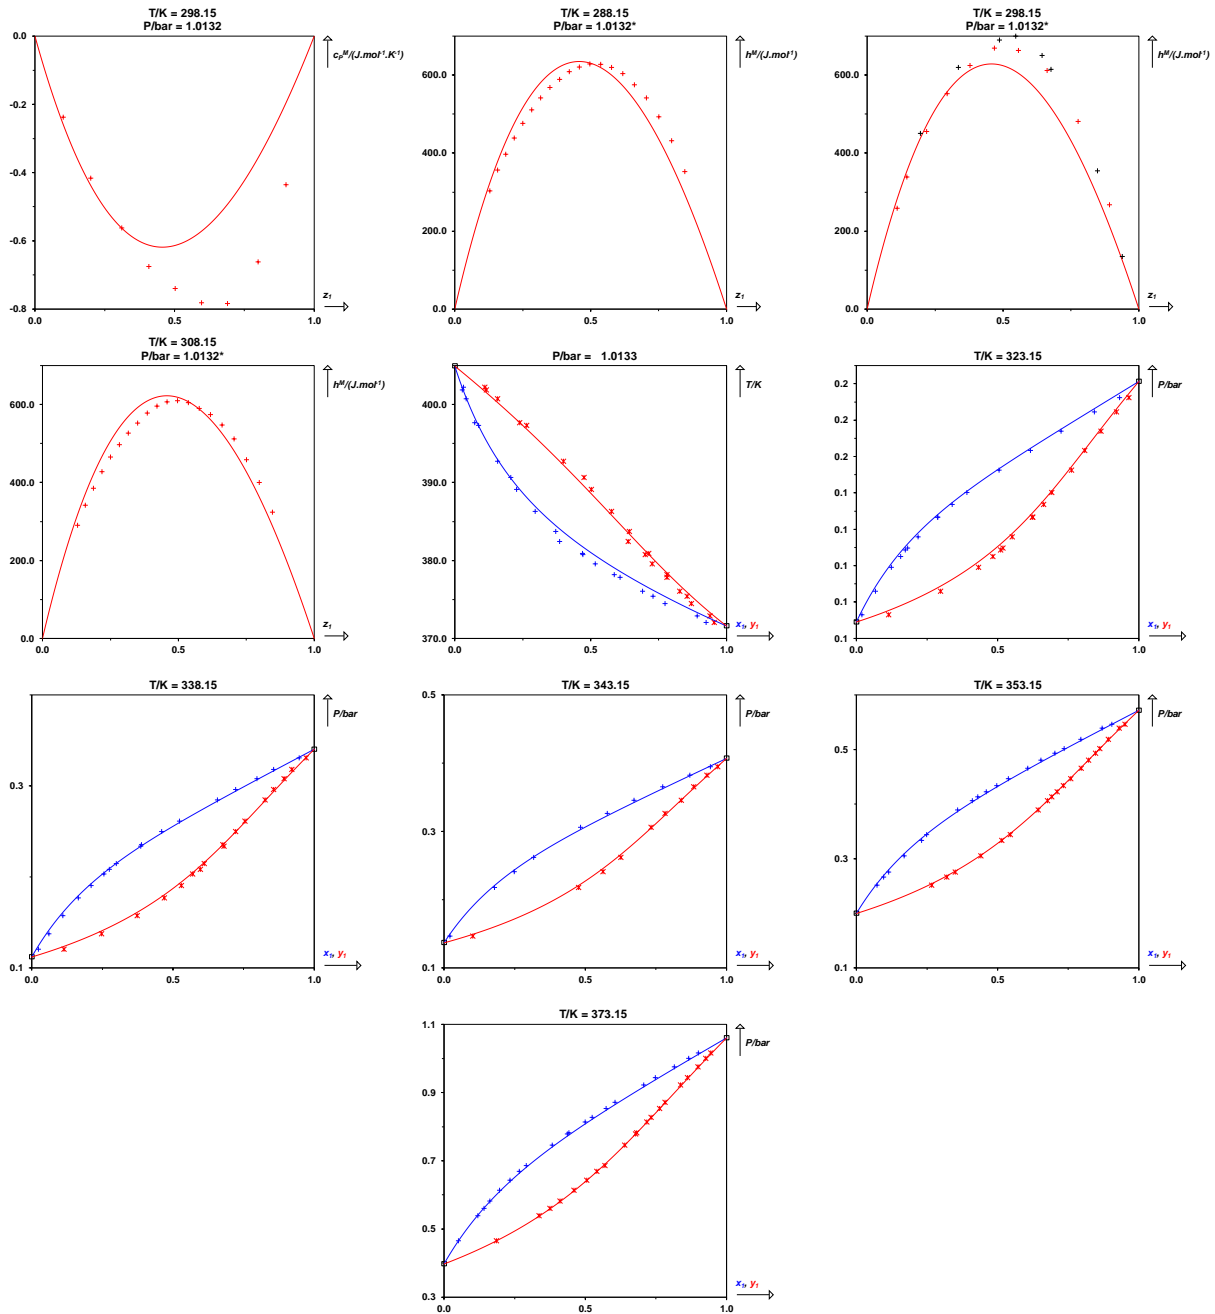 T/K = 298.15
P/bar = 1.0132
0.0
-0.2
-0.4
-0.6
-0.8
0.0
0.5
1.0
cₚᴹ/(J.mol⁻¹.K⁻¹)
z₁
T/K = 288.15
P/bar = 1.0132*
600.0
400.0
200.0
0.0
0.0
0.5
1.0
hᴹ/(J.mol⁻¹)
z₁
T/K = 298.15
P/bar = 1.0132*
600.0
400.0
200.0
0.0
0.0
0.5
1.0
hᴹ/(J.mol⁻¹)
z₁
T/K = 308.15
P/bar = 1.0132*
600.0
400.0
200.0
0.0
0.0
0.5
1.0
hᴹ/(J.mol⁻¹)
z₁
P/bar = 1.0133
400.0
390.0
380.0
370.0
0.0
0.5
1.0
T/K
x₁, y₁
T/K = 323.15
0.2
0.2
0.2
0.1
0.1
0.1
0.1
0.1
0.0
0.5
1.0
P/bar
x₁, y₁
T/K = 338.15
0.3
0.1
0.0
0.5
1.0
P/bar
x₁, y₁
T/K = 343.15
0.5
0.3
0.1
0.0
0.5
1.0
P/bar
x₁, y₁
T/K = 353.15
0.5
0.3
0.1
0.0
0.5
1.0
P/bar
x₁, y₁
T/K = 373.15
1.1
0.9
0.7
0.5
0.3
0.0
0.5
1.0
P/bar
x₁, y₁